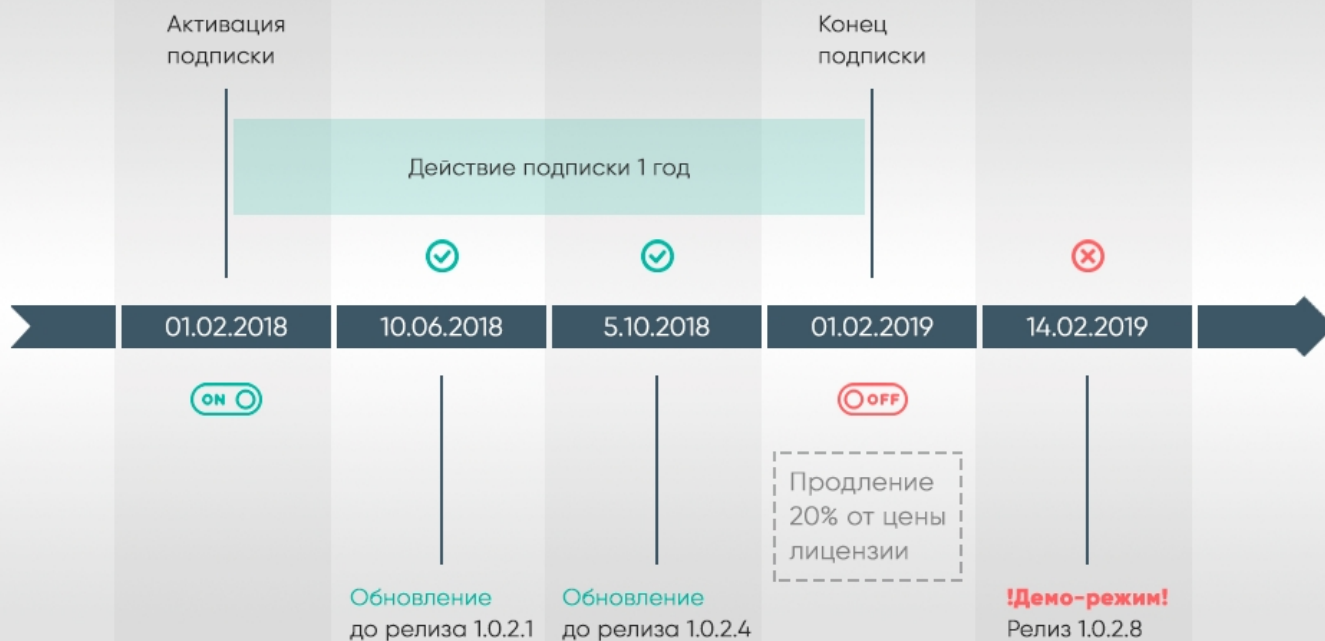 Активация
подписки
Конец
подписки
Действие подписки 1 год
01.02.2018
10.06.2018
5.10.2018
01.02.2019
14.02.2019
ON
OFF
Продление
20% от цены
лицензии
Обновление
до релиза 1.0.2.1
Обновление
до релиза 1.0.2.4
!Демо-режим!
Релиз 1.0.2.8